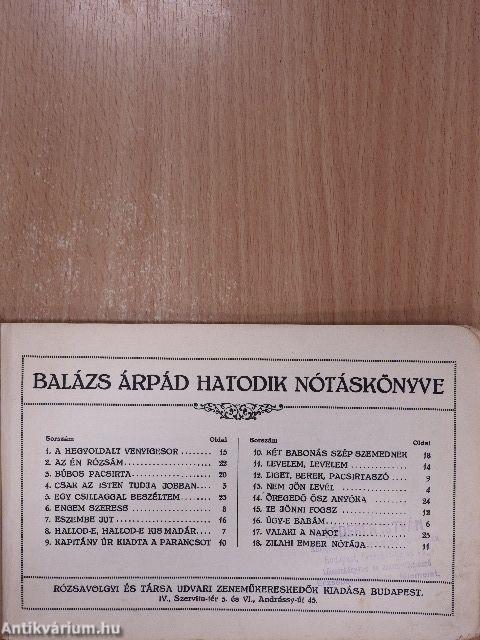 BALÁZS ÁRPÁD HATODIK NÓTÁSKÖNYVE
Sorszám Oldal
1. A HEGYOLDALT VENYIGESOR 15
2. AZ ÉN RÓZSÁM 22
3. BÚBOS PACSIRTA 20
4. CSAK AZ ISTEN TUDJA JOBBAN 3
5. EGY CSILLAGGAL BESZÉLTEM 23
6. ENGEM SZERESS 8
7. ESZEMBE JUT 16
8. HALLOD-E, HALLOD-E KIS MADÁR 7
9. KAPITÁNY ÚR KIADTA A PARANCSOT 10
Sorszám Oldal
10. KÉT BABONÁS SZÉP SZEMEDNEK 18
11. LEVELEM, LEVELEM 14
12. LIGET, BEREK, PACSIRTASZÓ 9
13. NEM JÖN LEVÉL 4
14. ÖREGEDŐ ŐSZ ANYÓKA 24
15. TE JÖNNI FOGSZ 12
16. ÚGY-E BABÁM 6
17. VALAKI A NAPOT 25
18. ZILAHI EMBER NÓTÁJA 11
RÓZSAVÖLGYI ÉS TÁRSA UDVARI ZENEMŰKERESKEDŐK KIADÁSA BUDAPEST.
IV., Szervita-tér 5. és VI., Andrássy-út 45.
Antikvárium.hu